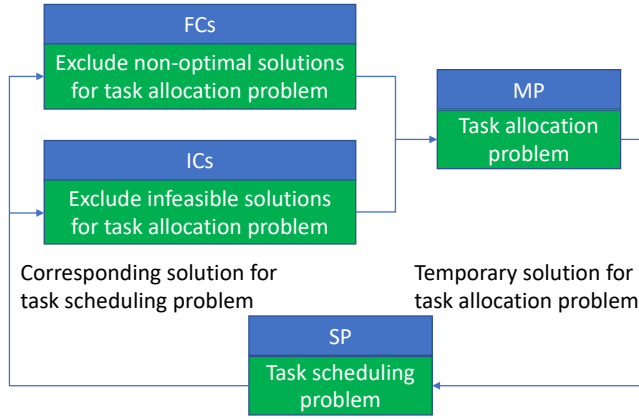 FCs
Exclude non-optimal solutions
for task allocation problem
MP
Task allocation
problem
ICs
Exclude infeasible solutions
for task allocation problem
Corresponding solution for
task scheduling problem
Temporary solution for
task allocation problem
SP
Task scheduling
problem